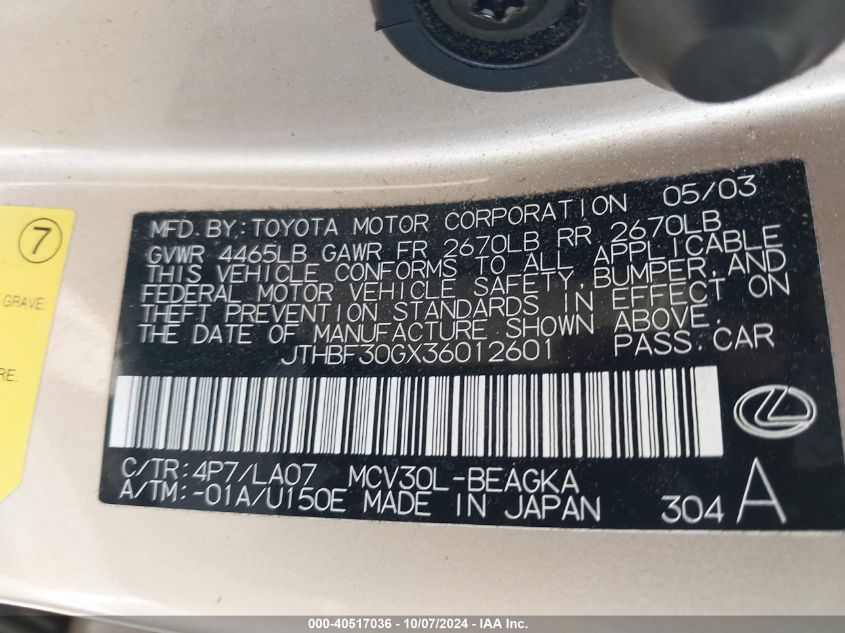 05/03
MFD. BY: TOYOTA MOTOR CORPORATION
GVWR 4465LB GAWR FR 2670LB RR 2670LB
THIS VEHICLE CONFORMS TO ALL APPLICABLE
FEDERAL MOTOR VEHICLE SAFETY, BUMPER, AND
THEFT PREVENTION STANDARDS IN EFFECT ON
THE DATE OF MANUFACTURE SHOWN ABOVE.
JTHBF30GX36012601 PASS. CAR
C/TR: 4P7/LA07 MCV30L-BEAGKA
A/TM: -01A/U150E MADE IN JAPAN 304 A
7
GRAVE
RE.
000-40517036 - 10/07/2024 - IAA Inc.